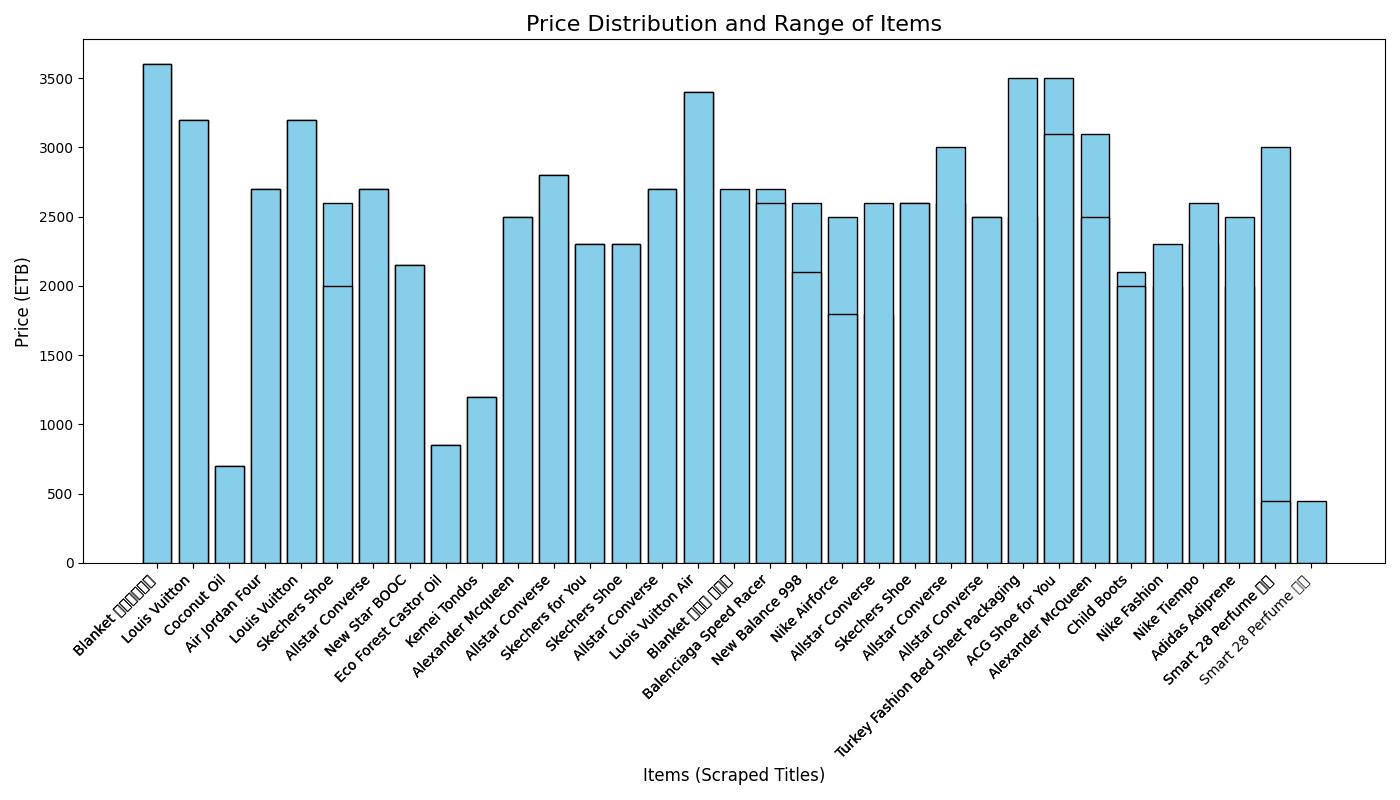 Price Distribution and Range of Items
Price (ETB)
3500
3000
2500
2000
1500
1000
500
0
Blanket
Louis Vuitton
Coconut Oil
Air Jordan Four
Louis Vuitton
Skechers Shoe
Allstar Converse
New Star BOOC
Eco Forest Castor Oil
Kemei Tondos
Alexander Mcqueen
Allstar Converse
Skechers for You
Skechers Shoe
Allstar Converse
Luois Vuitton Air
Blanket
Balenciaga Speed Racer
New Balance 998
Nike Airforce
Allstar Converse
Skechers Shoe
Allstar Converse
Allstar Converse
Turkey Fashion Bed Sheet Packaging
ACG Shoe for You
Alexander McQueen
Child Boots
Nike Fashion
Nike Tiempo
Adidas Adiprene
Smart 28 Perfume
Smart 28 Perfume
Items (Scraped Titles)